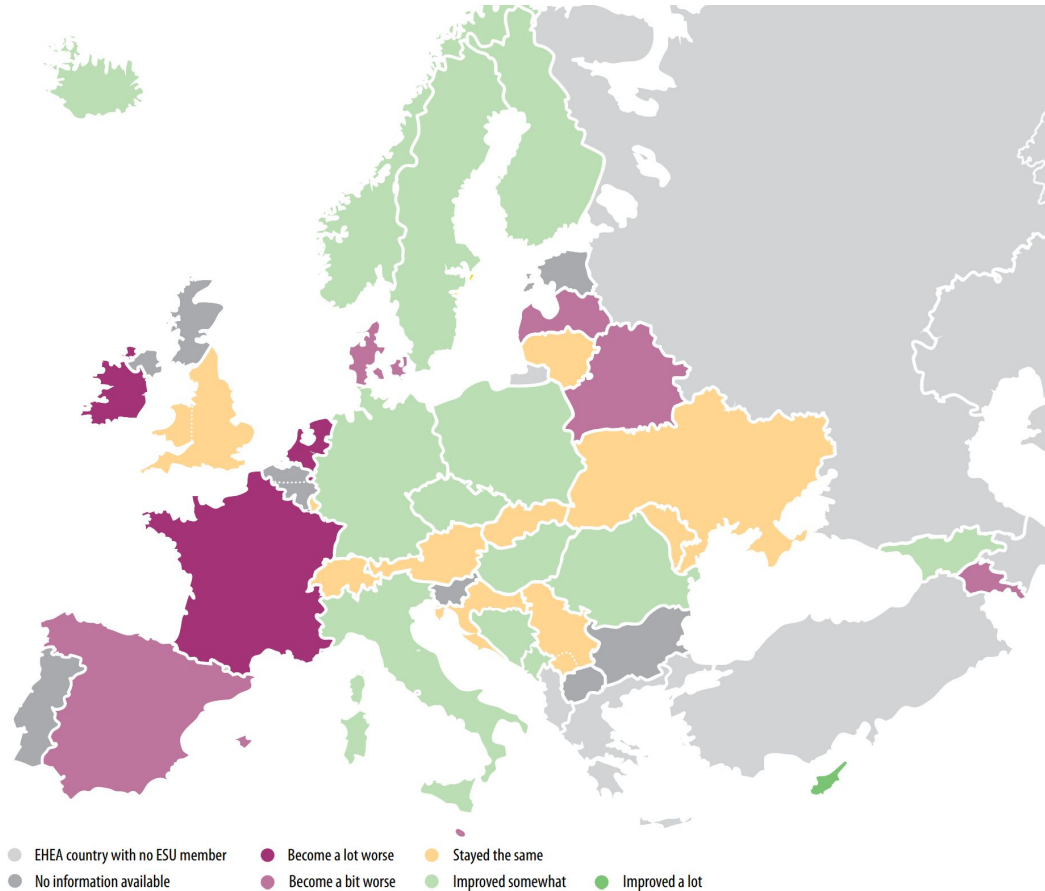 EHEA country with no ESU member
Become a lot worse
Stayed the same
No information available
Become a bit worse
Improved somewhat
Improved a lot